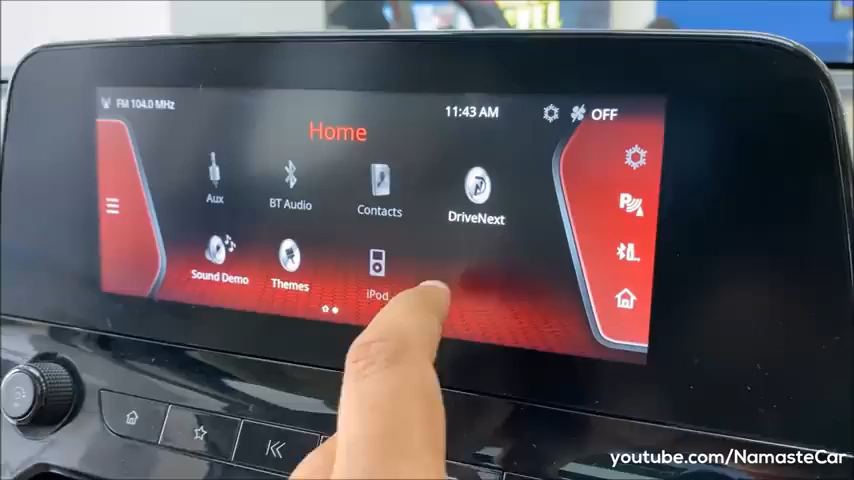 FM 104.0 MHz
11:43 AM
OFF
Home
Aux
BT Audio
Contacts
DriveNext
Sound Demo
Themes
iPod
youtube.com/NamasteCar